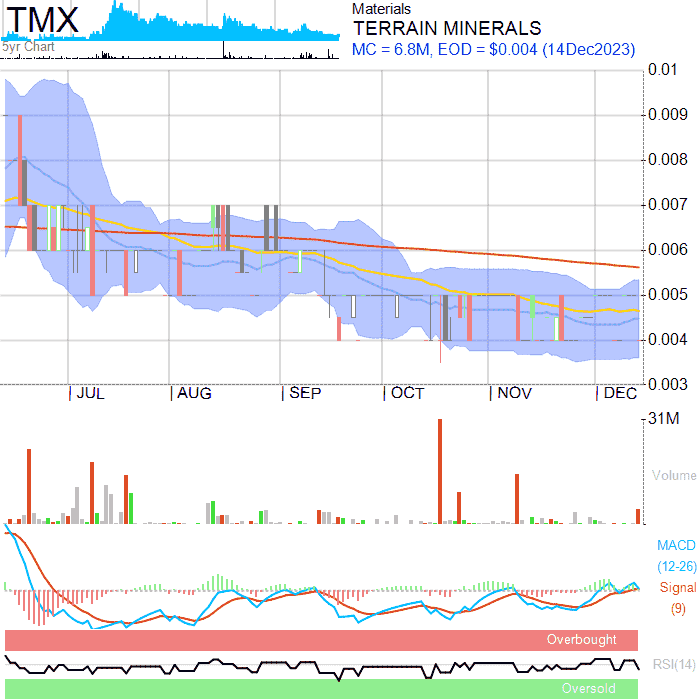 TMX
5yr Chart
Materials
TERRAIN MINERALS
MC = 6.8M, EOD = $0.004 (14Dec2023)
0.01
0.009
0.008
0.007
0.006
0.005
0.004
0.003
JUL
AUG
SEP
OCT
NOV
DEC
31M
Volume
MACD
(12-26)
Signal
(9)
Overbought
RSI(14)
Oversold